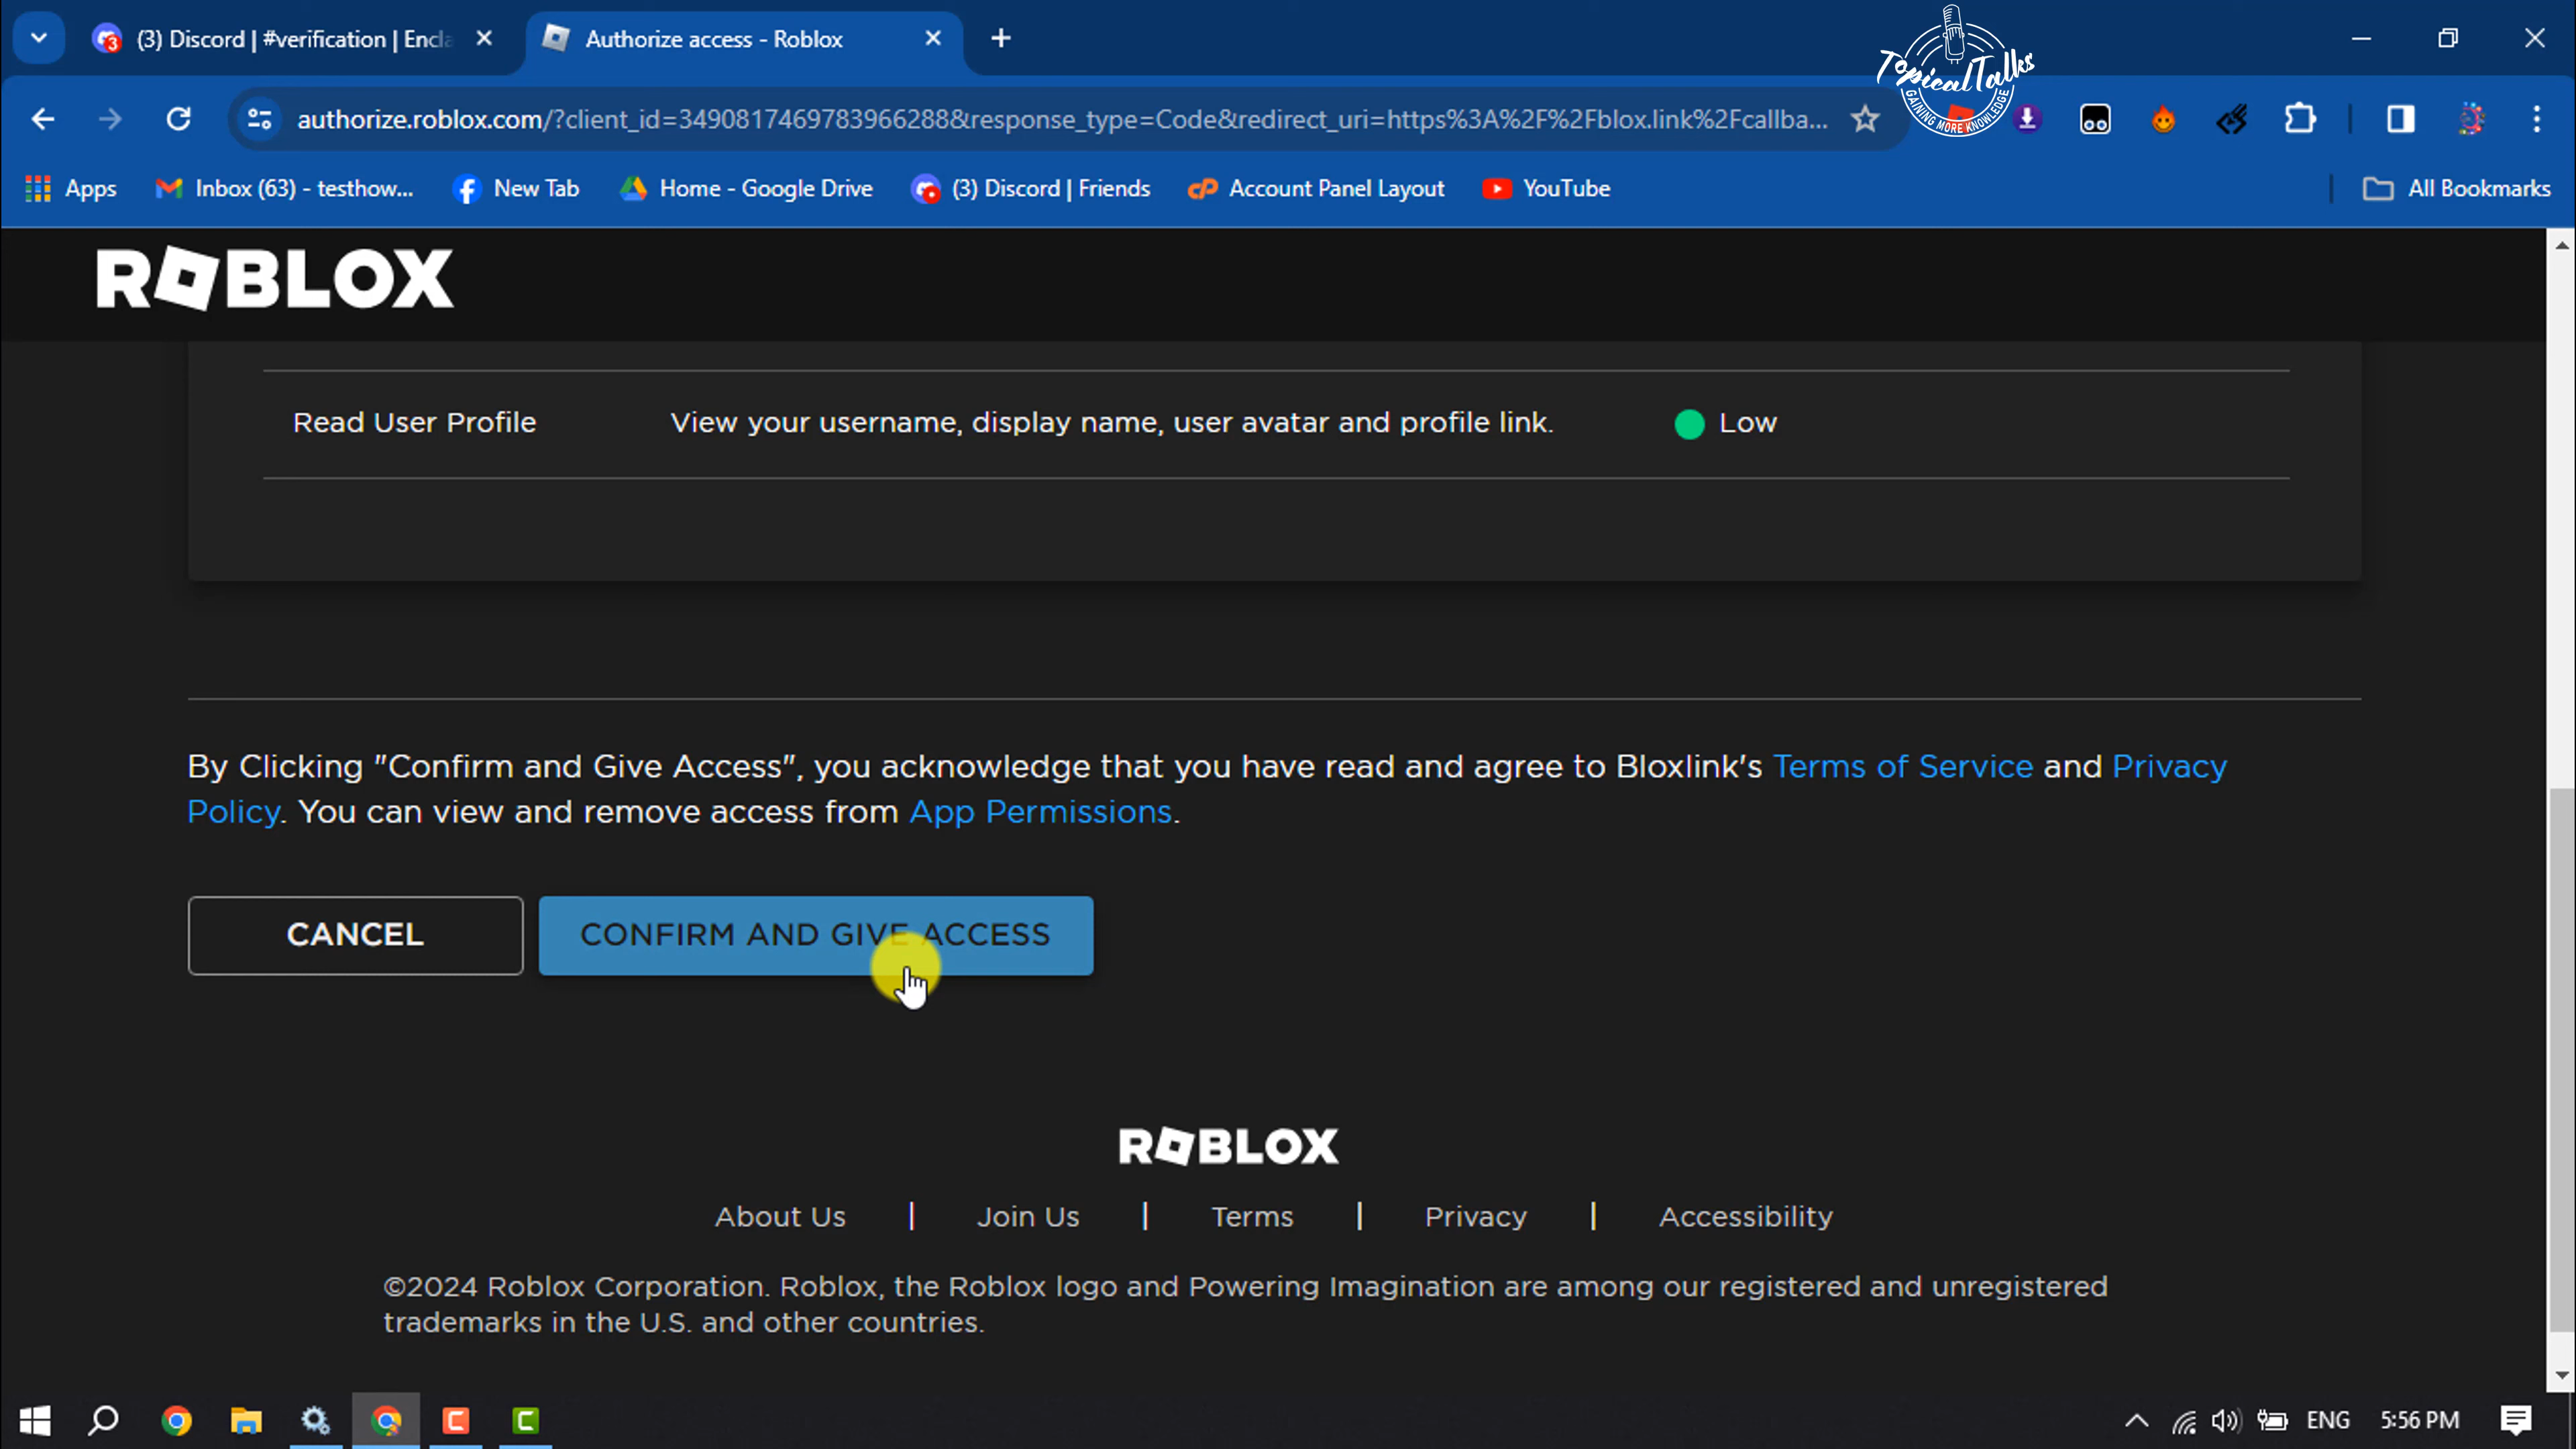 (3) Discord | #verification | Encla
Authorize access - Roblox
TopicalTalks
GAINING MORE KNOWLEDGE
authorize.roblox.com/?client_id=3490817469783966288&response_type=Code&redirect_uri=https%3A%2F%2Fblox.link%2Fcallba...
Apps
Inbox (63) - testhow...
New Tab
Home - Google Drive
(3) Discord | Friends
Account Panel Layout
YouTube
All Bookmarks
ROBLOX
Read User Profile
View your username, display name, user avatar and profile link.
Low
By Clicking "Confirm and Give Access", you acknowledge that you have read and agree to Bloxlink's Terms of Service and Privacy
Policy. You can view and remove access from App Permissions.
CANCEL
CONFIRM AND GIVE ACCESS
ROBLOX
About Us | Join Us | Terms | Privacy | Accessibility
©2024 Roblox Corporation. Roblox, the Roblox logo and Powering Imagination are among our registered and unregistered
trademarks in the U.S. and other countries.
ENG
5:56 PM